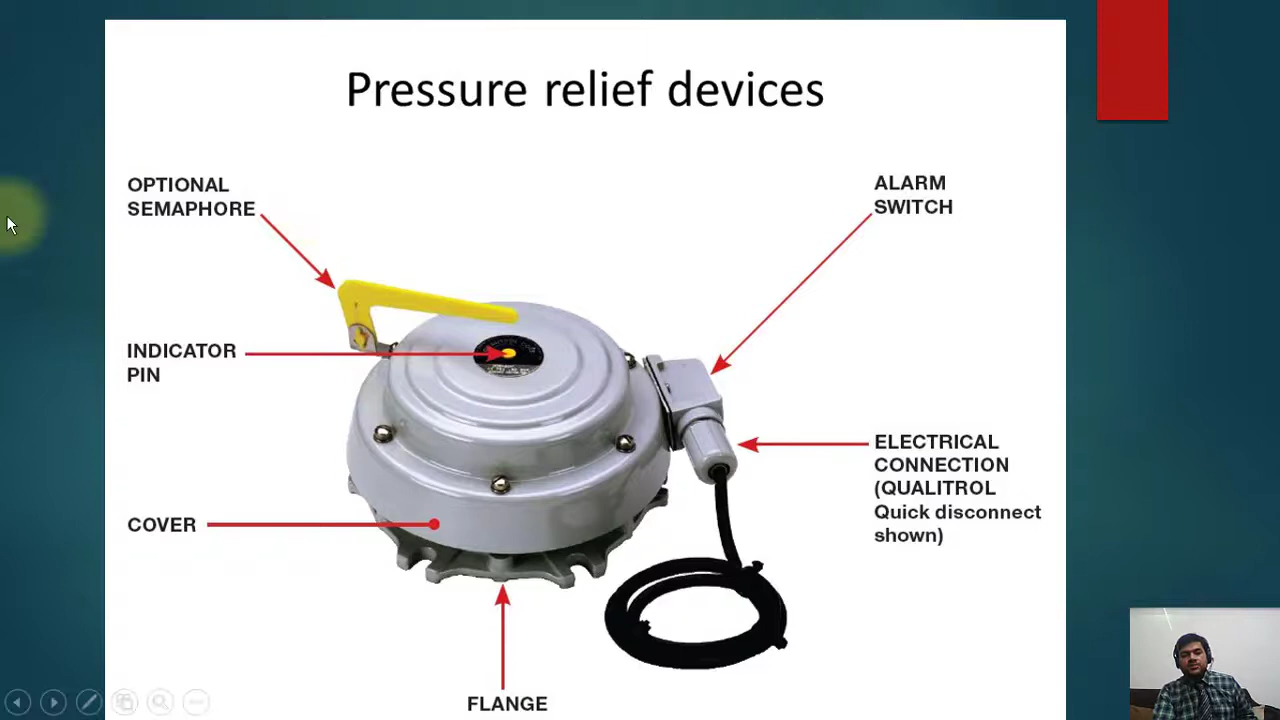 Pressure relief devices
OPTIONAL
SEMAPHORE
ALARM
SWITCH
INDICATOR
PIN
ELECTRICAL
CONNECTION
(QUALITROL
Quick disconnect
shown)
COVER
FLANGE